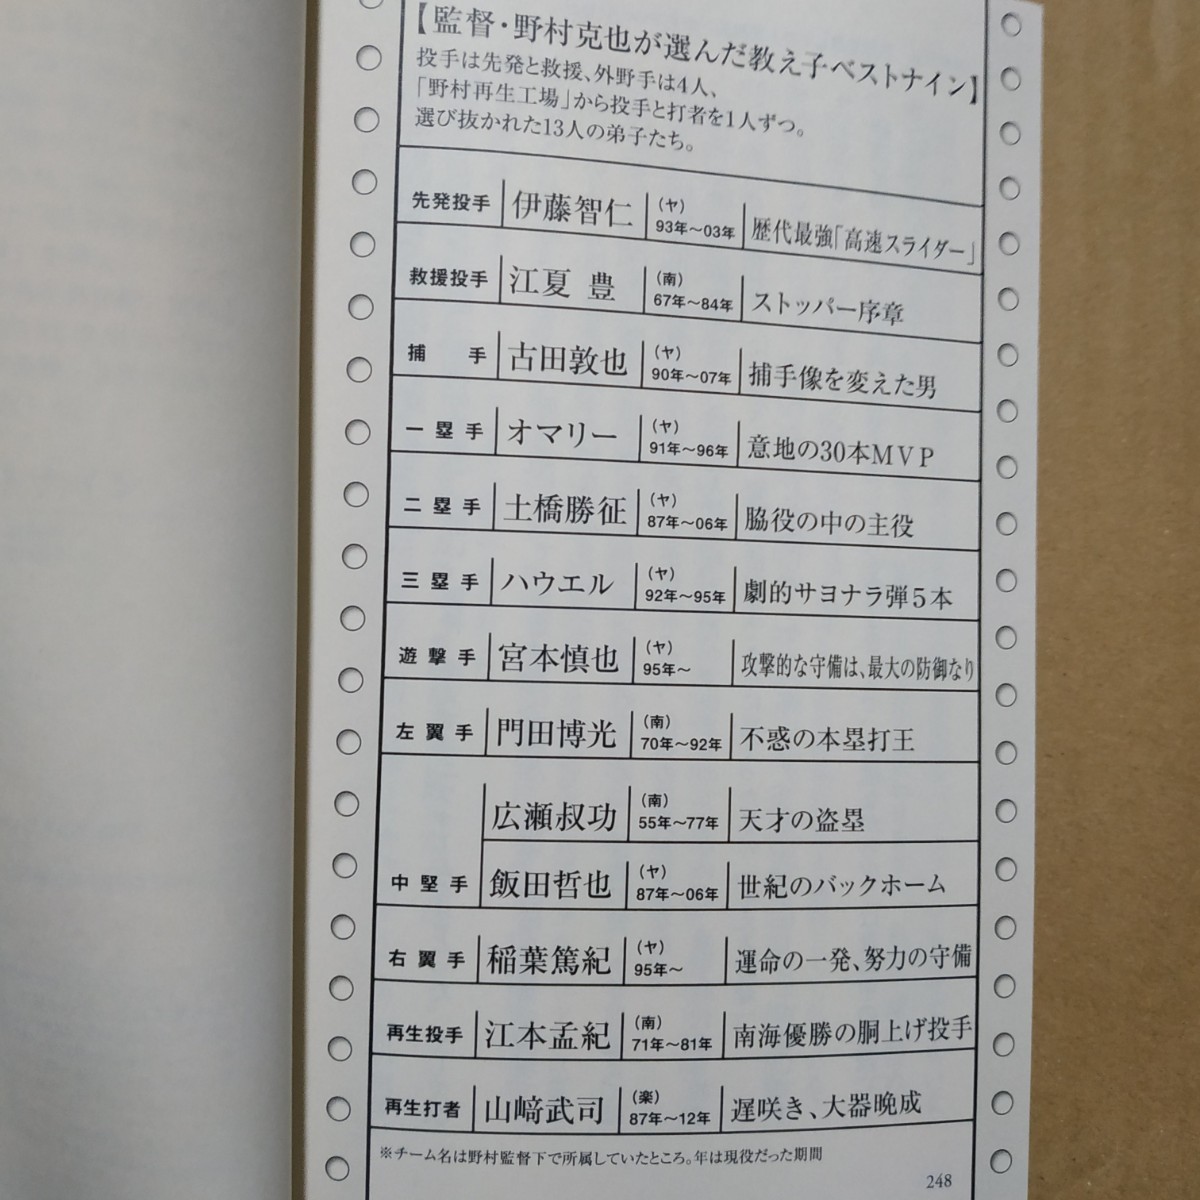 【監督・野村克也が選んだ教え子ベストナイン】
投手は先発と救援、外野手は4人、
「野村再生工場」から投手と打者を1人ずつ。
選び抜かれた13人の弟子たち。
先発投手 伊藤智仁 (ヤ) 93年〜03年 歴代最強「高速スライダー」
救援投手 江夏 豊 (南) 67年〜84年 ストッパー序章
捕 手 古田敦也 (ヤ) 90年〜07年 捕手像を変えた男
一塁手 オマリー (ヤ) 91年〜96年 意地の30本MVP
二塁手 土橋勝征 (ヤ) 87年〜06年 脇役の中の主役
三塁手 ハウエル (ヤ) 92年〜95年 劇的サヨナラ弾5本
遊撃手 宮本慎也 (ヤ) 95年〜 攻撃的な守備は、最大の防御なり
左翼手 門田博光 (南) 70年〜92年 不惑の本塁打王
広瀬叔功 (南) 55年〜77年 天才の盗塁
中堅手 飯田哲也 (ヤ) 87年〜06年 世紀のバックホーム
右翼手 稲葉篤紀 (ヤ) 95年〜 運命の一発、努力の守備
再生投手 江本孟紀 (南) 71年〜81年 南海優勝の胴上げ投手
再生打者 山﨑武司 (楽) 87年〜12年 遅咲き、大器晩成
※チーム名は野村監督下で所属していたところ。年は現役だった期間
248